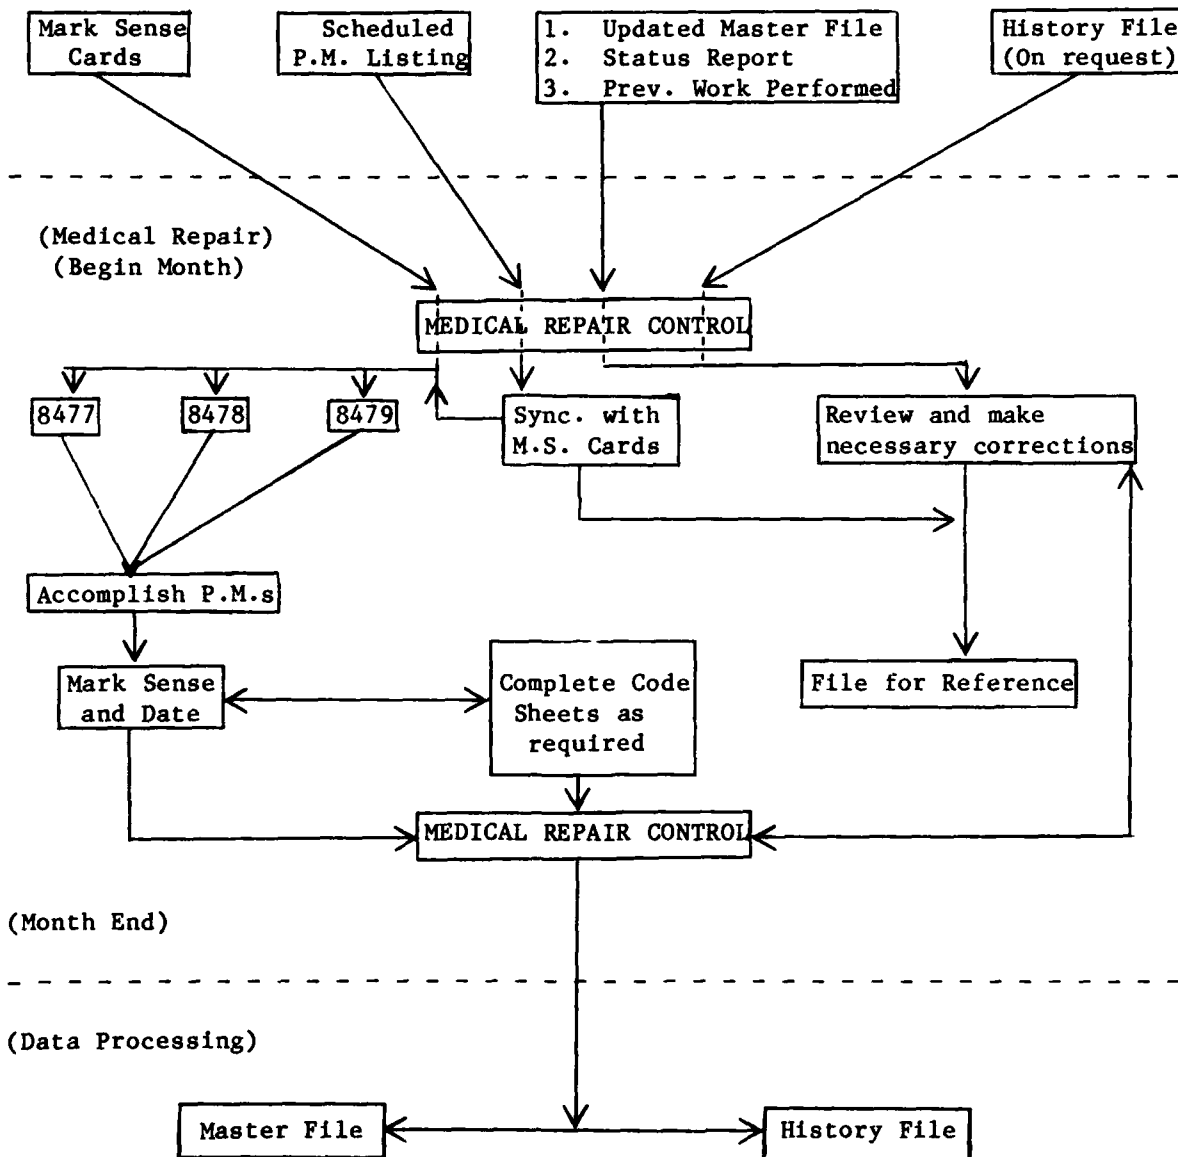 Mark Sense
Cards
Scheduled
P.M. Listing
1. Updated Master File
2. Status Report
3. Prev. Work Performed
History File
(On request)
(Medical Repair)
(Begin Month)
MEDICAL REPAIR CONTROL
8477
8478
8479
Sync. with
M.S. Cards
Review and make
necessary corrections
Accomplish P.M.s
Mark Sense
and Date
Complete Code
Sheets as
required
File for Reference
MEDICAL REPAIR CONTROL
(Month End)
(Data Processing)
Master File
History File